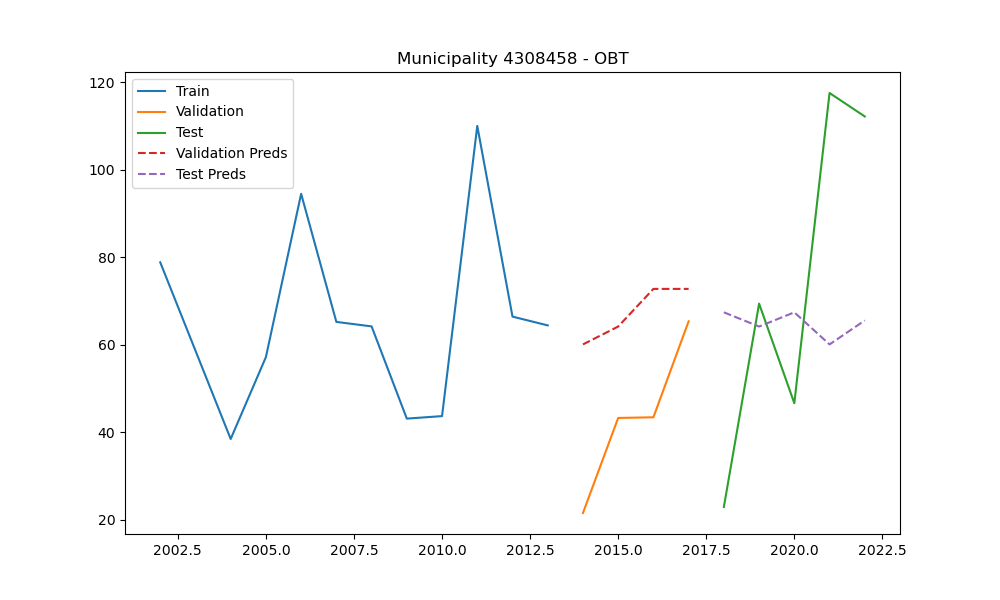 Municipality 4308458 - OBT
Train
Validation
Test
Validation Preds
Test Preds
120
100
80
60
40
20
2002.5 2005.0 2007.5 2010.0 2012.5 2015.0 2017.5 2020.0 2022.5